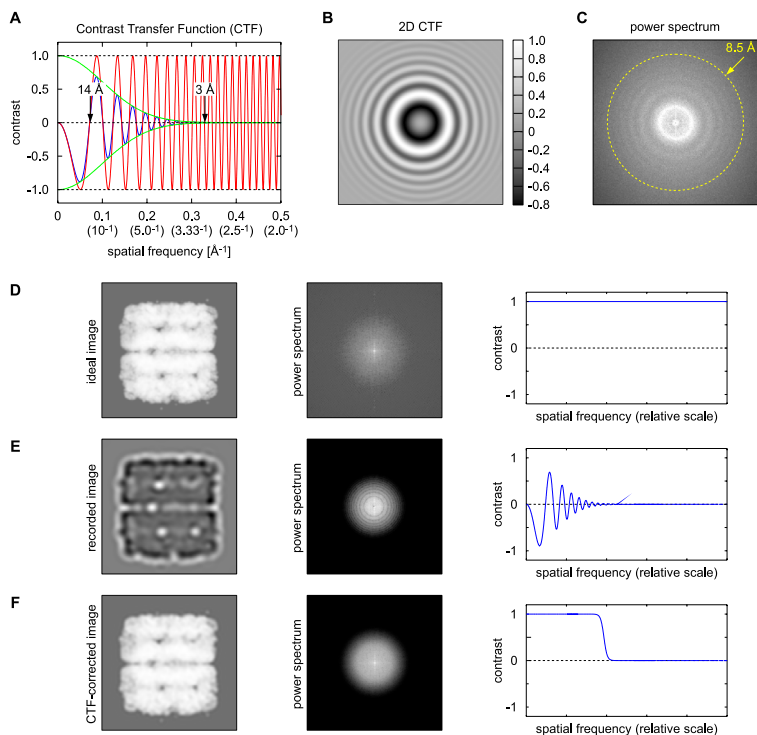 A
Contrast Transfer Function (CTF)
contrast
1.0
0.5
0
-0.5
-1.0
14 Å
3 Å
0 0.1 0.2 0.3 0.4 0.5
(10⁻¹) (5.0⁻¹) (3.33⁻¹) (2.5⁻¹) (2.0⁻¹)
spatial frequency [Å⁻¹]
B
2D CTF
1.0
0.8
0.6
0.4
0.2
0
-0.2
-0.4
-0.6
-0.8
C
power spectrum
8.5 Å
D
ideal image
power spectrum
contrast
1
0
-1
spatial frequency (relative scale)
E
recorded image
power spectrum
contrast
1
0
-1
spatial frequency (relative scale)
F
CTF-corrected image
power spectrum
contrast
1
0
-1
spatial frequency (relative scale)